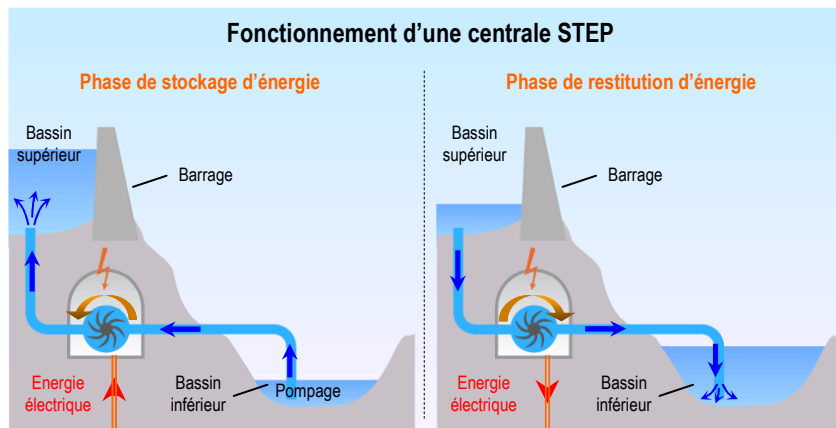 Fonctionnement d'une centrale STEP
Phase de stockage d'énergie
Bassin
supérieur
Barrage
Energie
électrique
Bassin
inférieur
Pompage
Phase de restitution d'énergie
Bassin
supérieur
Barrage
Energie
électrique
Bassin
inférieur